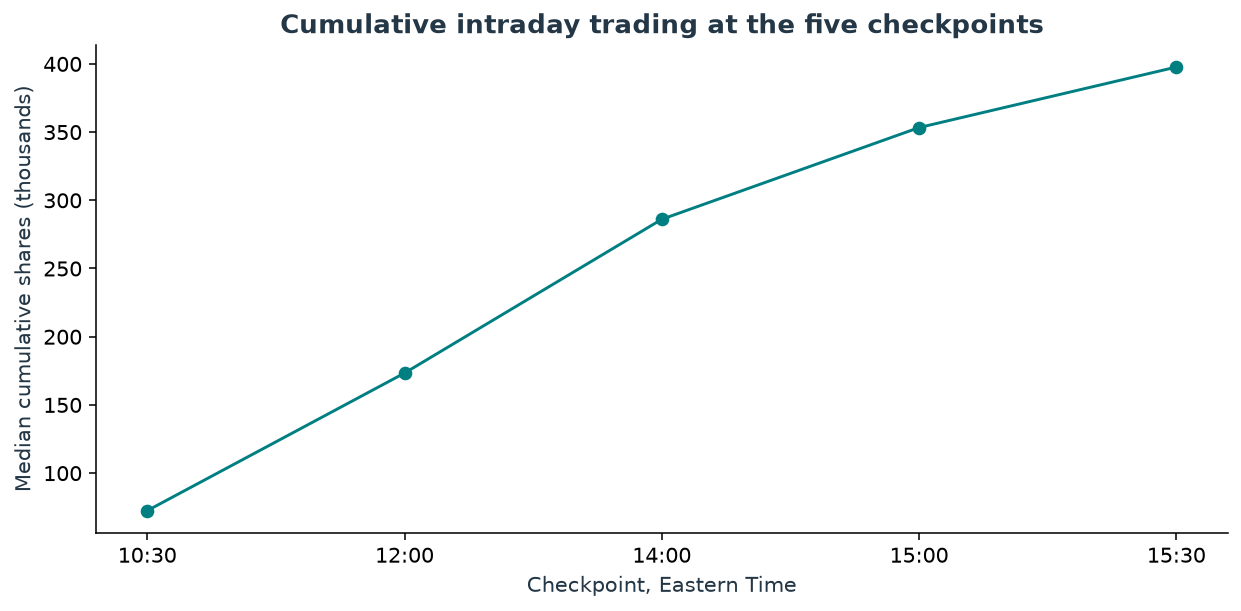 Cumulative intraday trading at the five checkpoints
Median cumulative shares (thousands)
400
350
300
250
200
150
100
10:30 12:00 14:00 15:00 15:30
Checkpoint, Eastern Time